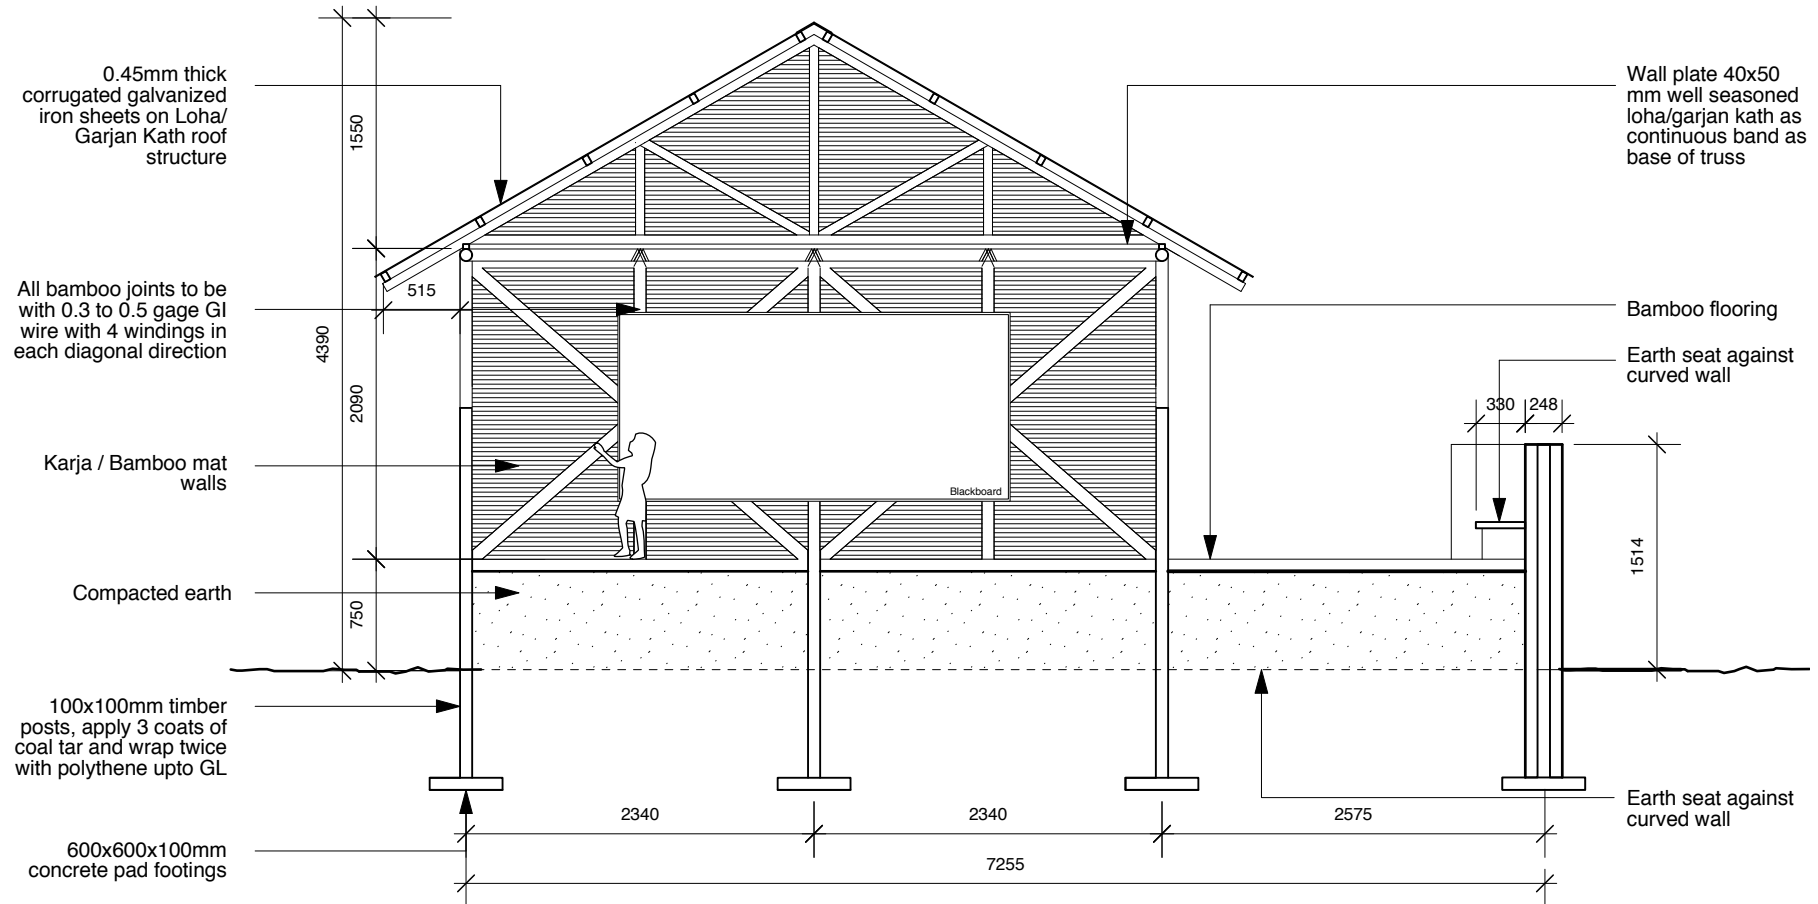 0.45mm thick
corrugated galvanized
iron sheets on Loha/
Garjan Kath roof
structure
All bamboo joints to be
with 0.3 to 0.5 gage GI
wire with 4 windings in
each diagonal direction
Karja / Bamboo mat
walls
Compacted earth
100x100mm timber
posts, apply 3 coats of
coal tar and wrap twice
with polythene upto GL
600x600x100mm
concrete pad footings
1550
4390
2090
750
515
Blackboard
Wall plate 40x50
mm well seasoned
loha/garjan kath as
continuous band as
base of truss
Bamboo flooring
Earth seat against
curved wall
330
248
1514
Earth seat against
curved wall
2340
2340
2575
7255